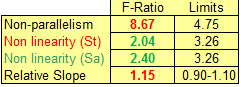 F-Ratio Limits
Non-parallelism 8.67 4.75
Non linearity (St) 2.04 3.26
Non linearity (Sa) 2.40 3.26
Relative Slope 1.15 0.90-1.10